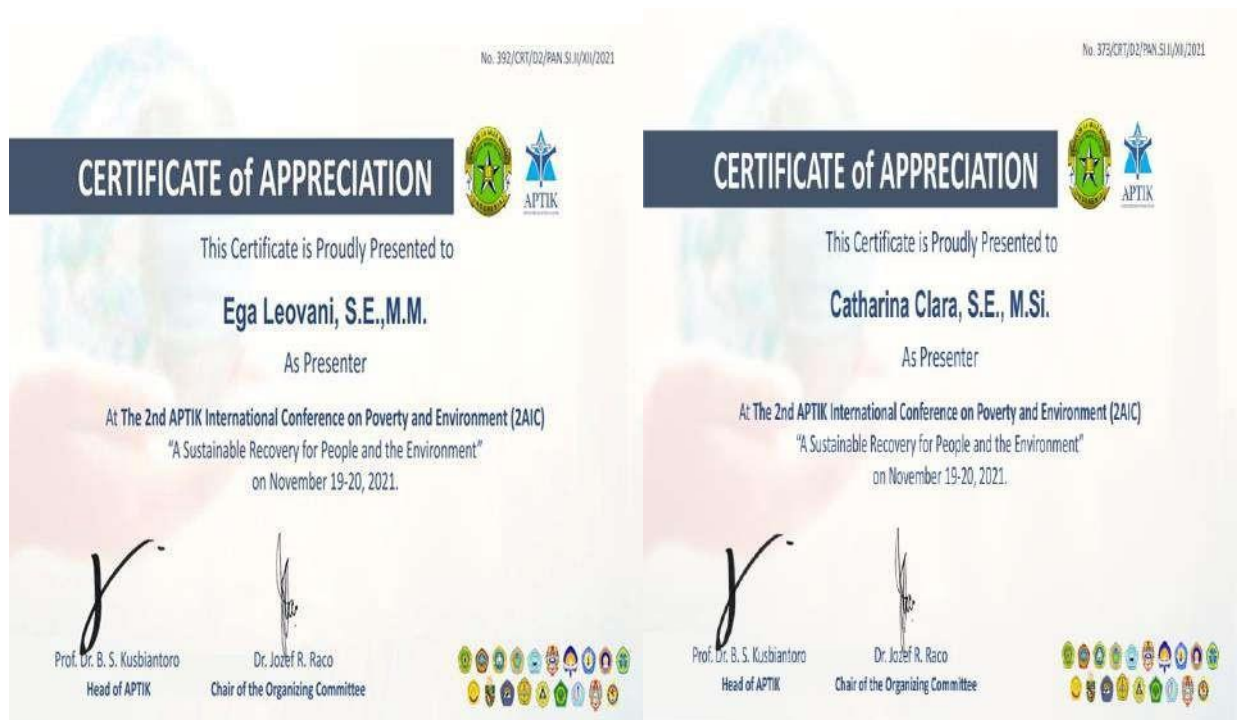 No. 392/CRT/D2/PAN.SI.II/XII/2021
CERTIFICATE of APPRECIATION
APTIK
This Certificate is Proudly Presented to
Ega Leovani, S.E.,M.M.
As Presenter
At The 2nd APTIK International Conference on Poverty and Environment (2AIC)
“A Sustainable Recovery for People and the Environment”
on November 19-20, 2021.
Prof. Dr. B. S. Kusbiantoro
Head of APTIK
Dr. Jozef R. Raco
Chair of the Organizing Committee
No. 373/CRT/D2/PAN.SI.II/XII/2021
CERTIFICATE of APPRECIATION
APTIK
This Certificate is Proudly Presented to
Catharina Clara, S.E., M.Si.
As Presenter
At The 2nd APTIK International Conference on Poverty and Environment (2AIC)
“A Sustainable Recovery for People and the Environment”
on November 19-20, 2021.
Prof. Dr. B. S. Kusbiantoro
Head of APTIK
Dr. Jozef R. Raco
Chair of the Organizing Committee